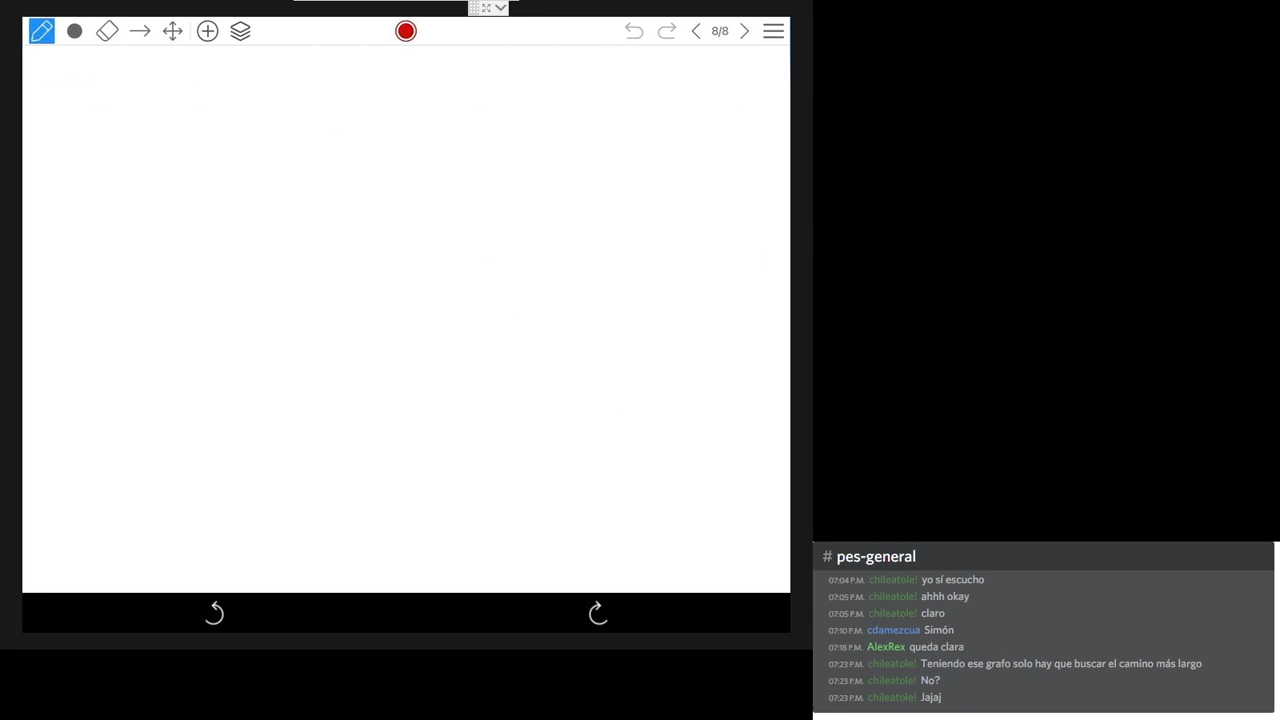 8/8
# pes-general
07:04 P.M. chileatole! yo sí escucho
07:05 P.M. chileatole! ahhh okay
07:05 P.M. chileatole! claro
07:10 P.M. cdamezcua Simón
07:18 P.M. AlexRex queda clara
07:23 P.M. chileatole! Teniendo ese grafo solo hay que buscar el camino más largo
07:23 P.M. chileatole! No?
07:23 P.M. chileatole! Jajaj